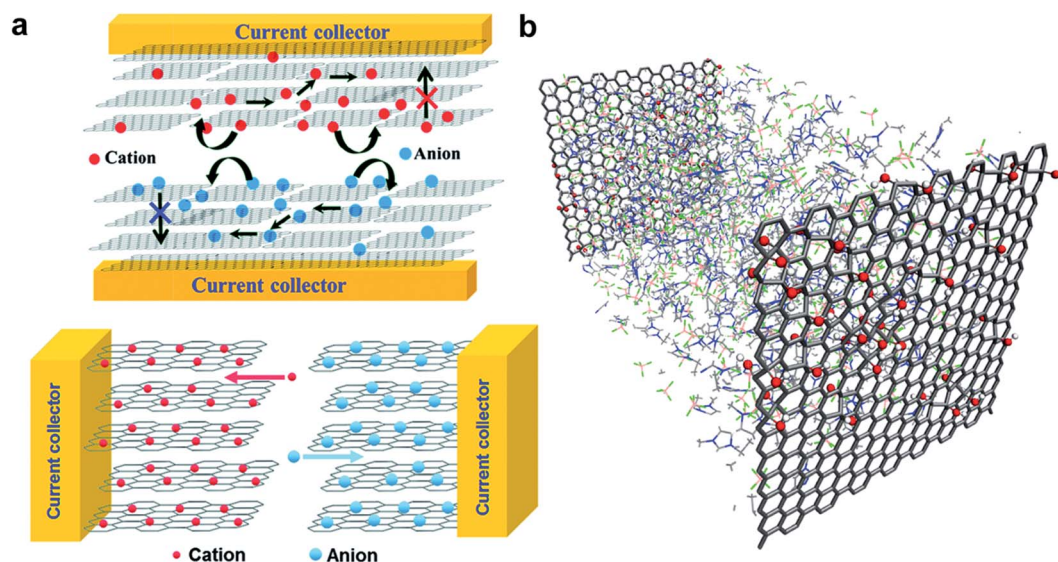 a
Current collector
Cation
Anion
Current collector
Current collector
Current collector
Cation
Anion
b